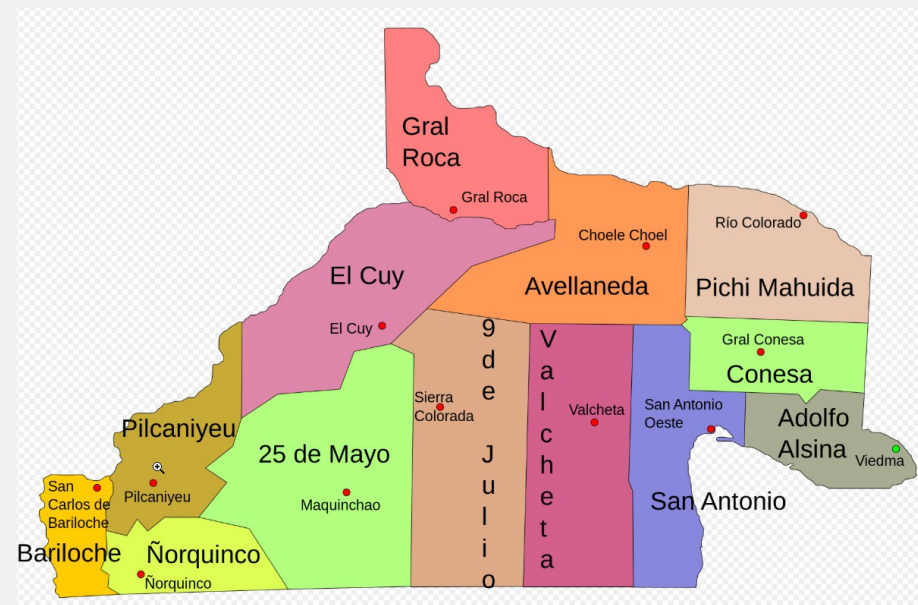 Gral
Roca
Gral Roca
Choele Choel
Río Colorado
El Cuy
Avellaneda
Pichi Mahuida
El Cuy
9 de Julio
Valcheta
Gral Conesa
Conesa
Sierra
Colorada
Valcheta
San Antonio
Oeste
Adolfo
Alsina
Viedma
Pilcaniyeu
25 de Mayo
Pilcaniyeu
Maquinchao
San Antonio
San
Carlos de
Bariloche
Bariloche
Ñorquinco
Ñorquinco